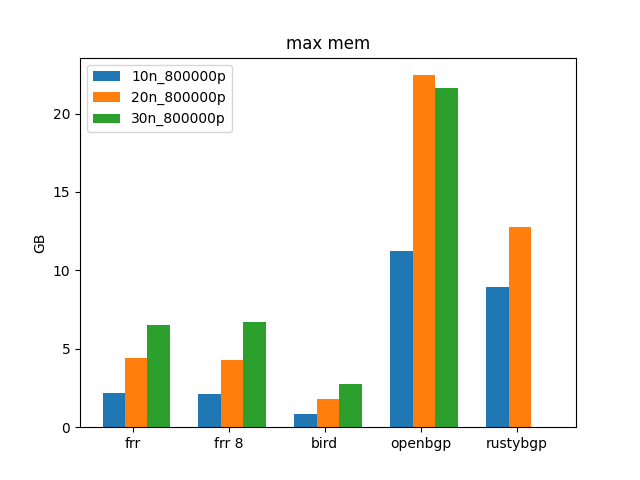 max mem
10n_800000p
20n_800000p
30n_800000p
GB
20
15
10
5
0
frr
frr 8
bird
openbgp
rustybgp